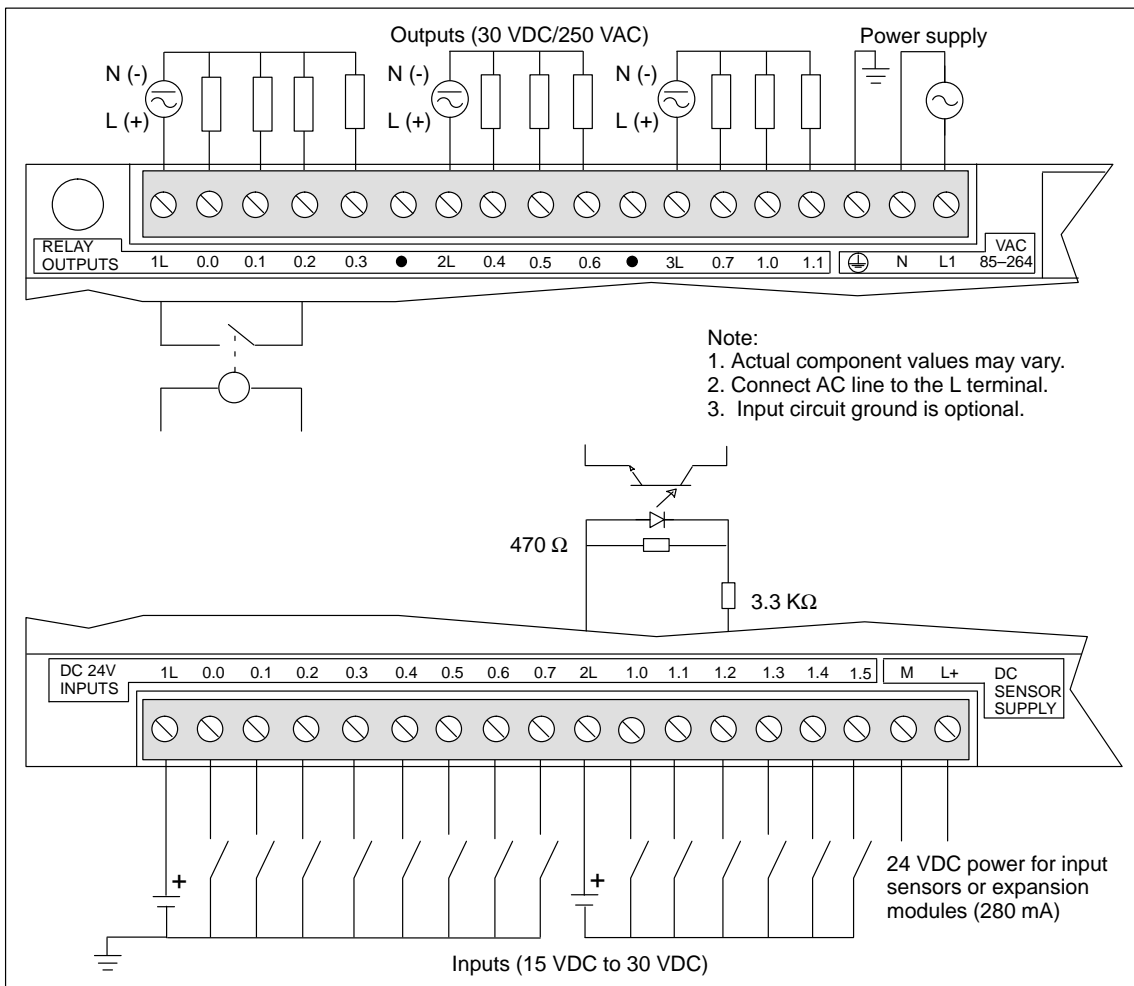 Outputs (30 VDC/250 VAC)
Power supply
N (-)
N (-)
N (-)
L (+)
L (+)
L (+)
RELAY
OUTPUTS
1L 0.0 0.1 0.2 0.3 ● 2L 0.4 0.5 0.6 ● 3L 0.7 1.0 1.1 N L1
VAC
85–264
Note:
1. Actual component values may vary.
2. Connect AC line to the L terminal.
3. Input circuit ground is optional.
470 Ω
3.3 KΩ
DC 24V
INPUTS
1L 0.0 0.1 0.2 0.3 0.4 0.5 0.6 0.7 2L 1.0 1.1 1.2 1.3 1.4 1.5 M L+
DC
SENSOR
SUPPLY
+
+
24 VDC power for input
sensors or expansion
modules (280 mA)
Inputs (15 VDC to 30 VDC)